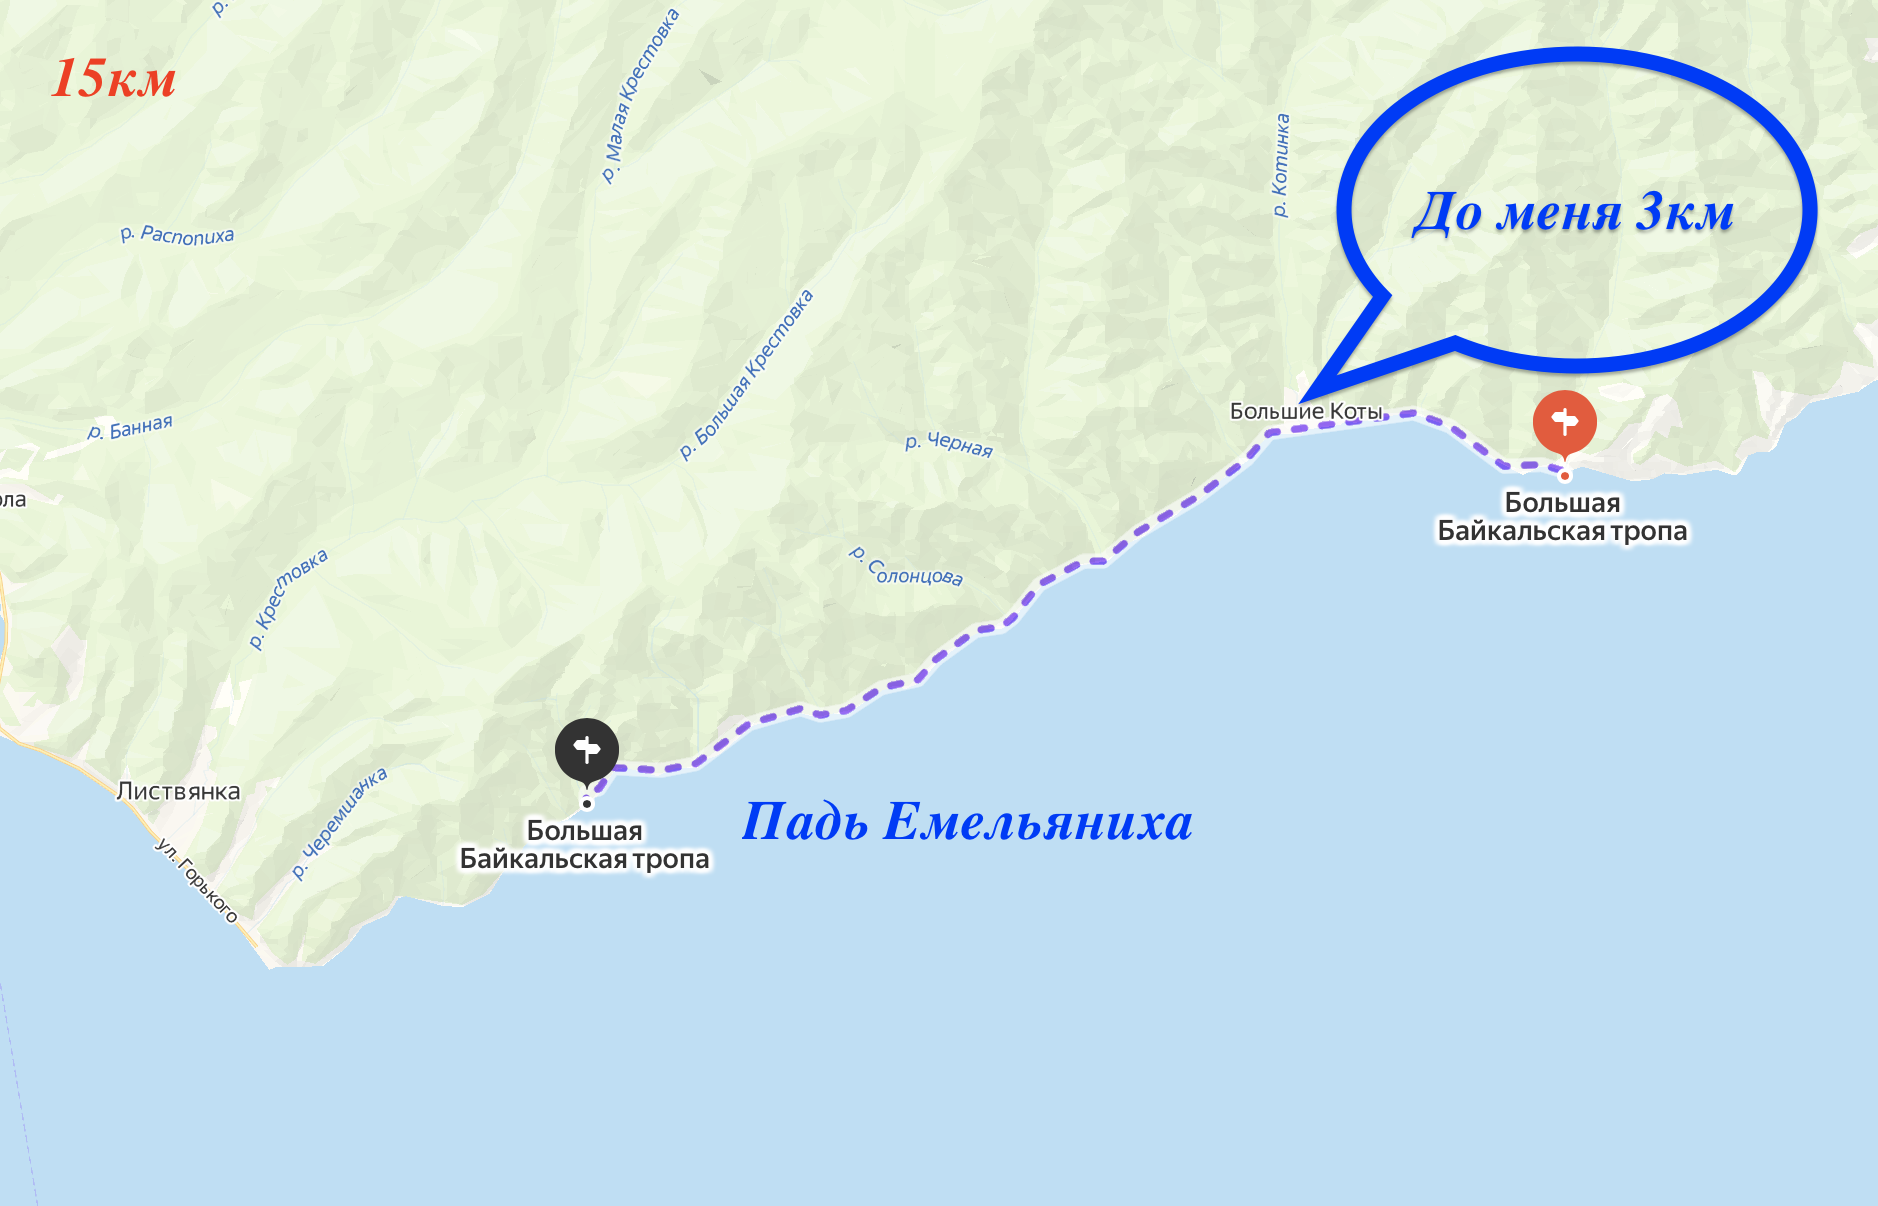 р.
15км
р. Малая Крестовка
р. Котинка
До меня 3км
р. Распопиха
р. Большая Крестовка
Большие Коты
р. Банная
р. Черная
ола
Большая
Байкальская тропа
р. Крестовка
р. Солонцова
Листвянка
р. Черемшанка
ул. Горького
Большая
Байкальская тропа
Падь Емельяниха